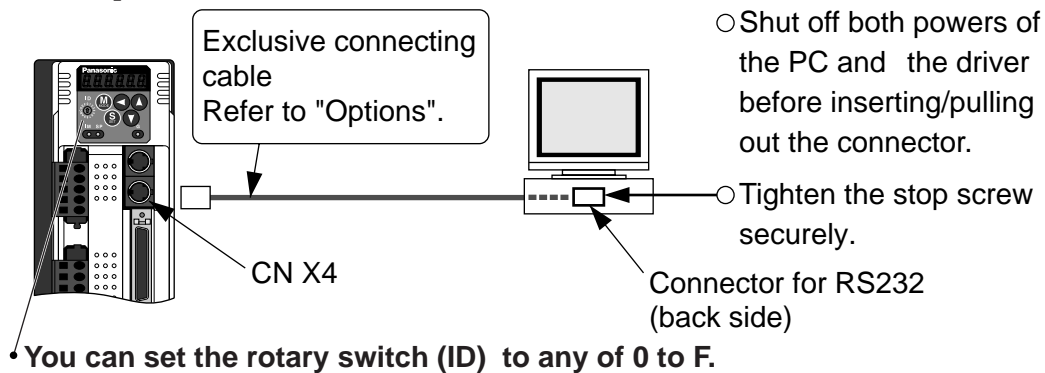 Exclusive connecting
cable
Refer to "Options".
○Shut off both powers of
the PC and the driver
before inserting/pulling
out the connector.
○Tighten the stop screw
securely.
Panasonic
M
S
CN X4
Connector for RS232
(back side)
You can set the rotary switch (ID) to any of 0 to F.